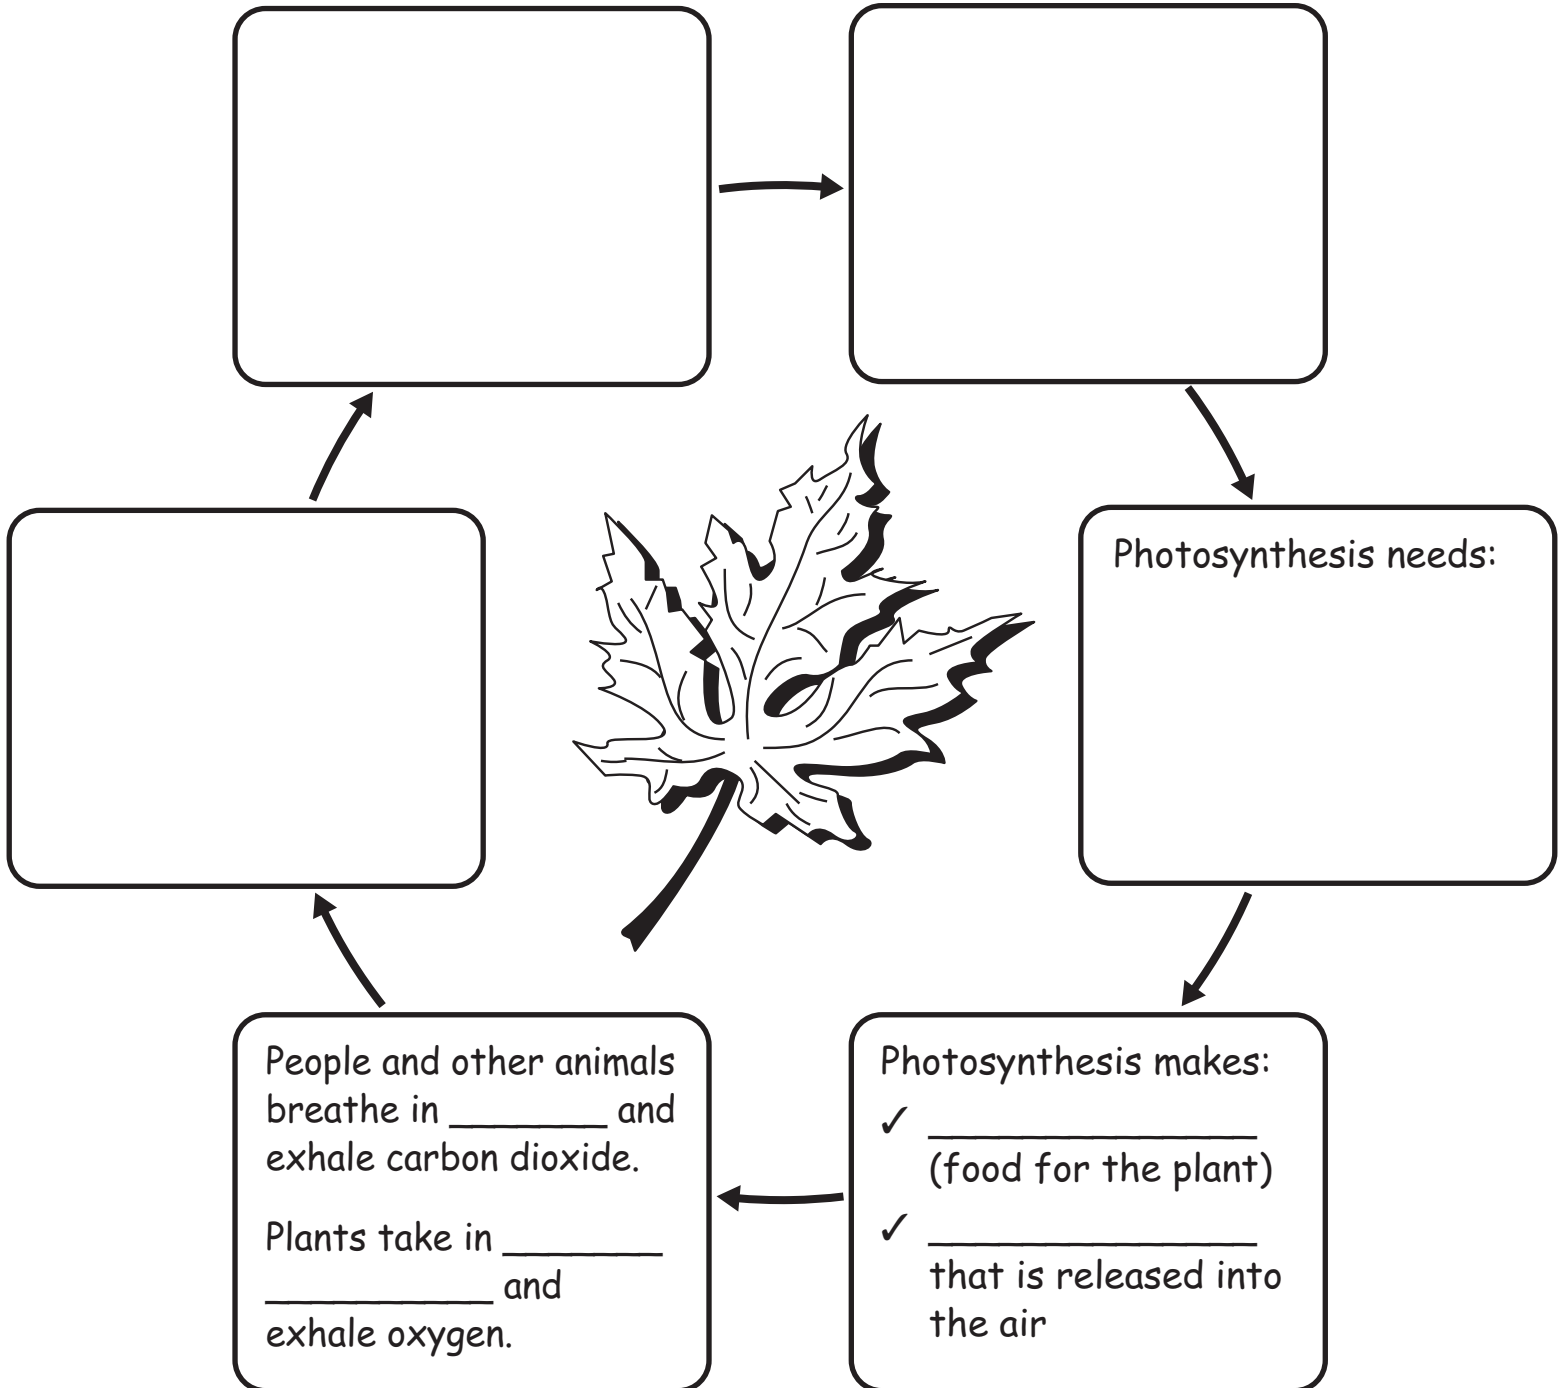 Photosynthesis needs:
Photosynthesis makes:
✓ ______________
(food for the plant)
✓ ______________
that is released into
the air
People and other animals
breathe in _______ and
exhale carbon dioxide.
Plants take in _______
__________ and
exhale oxygen.